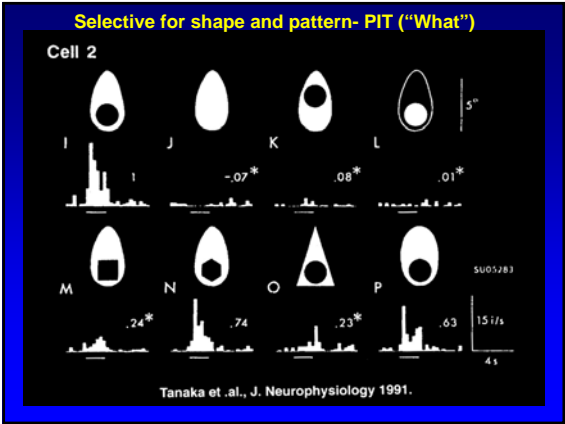 Selective for shape and pattern- PIT (“What”)
Cell 2
5°
I J K L
1 -.07* .08* .01*
M N O P
SU05283
.24* .74 .23* .63
15 i/s
4 s
Tanaka et .al., J. Neurophysiology 1991.